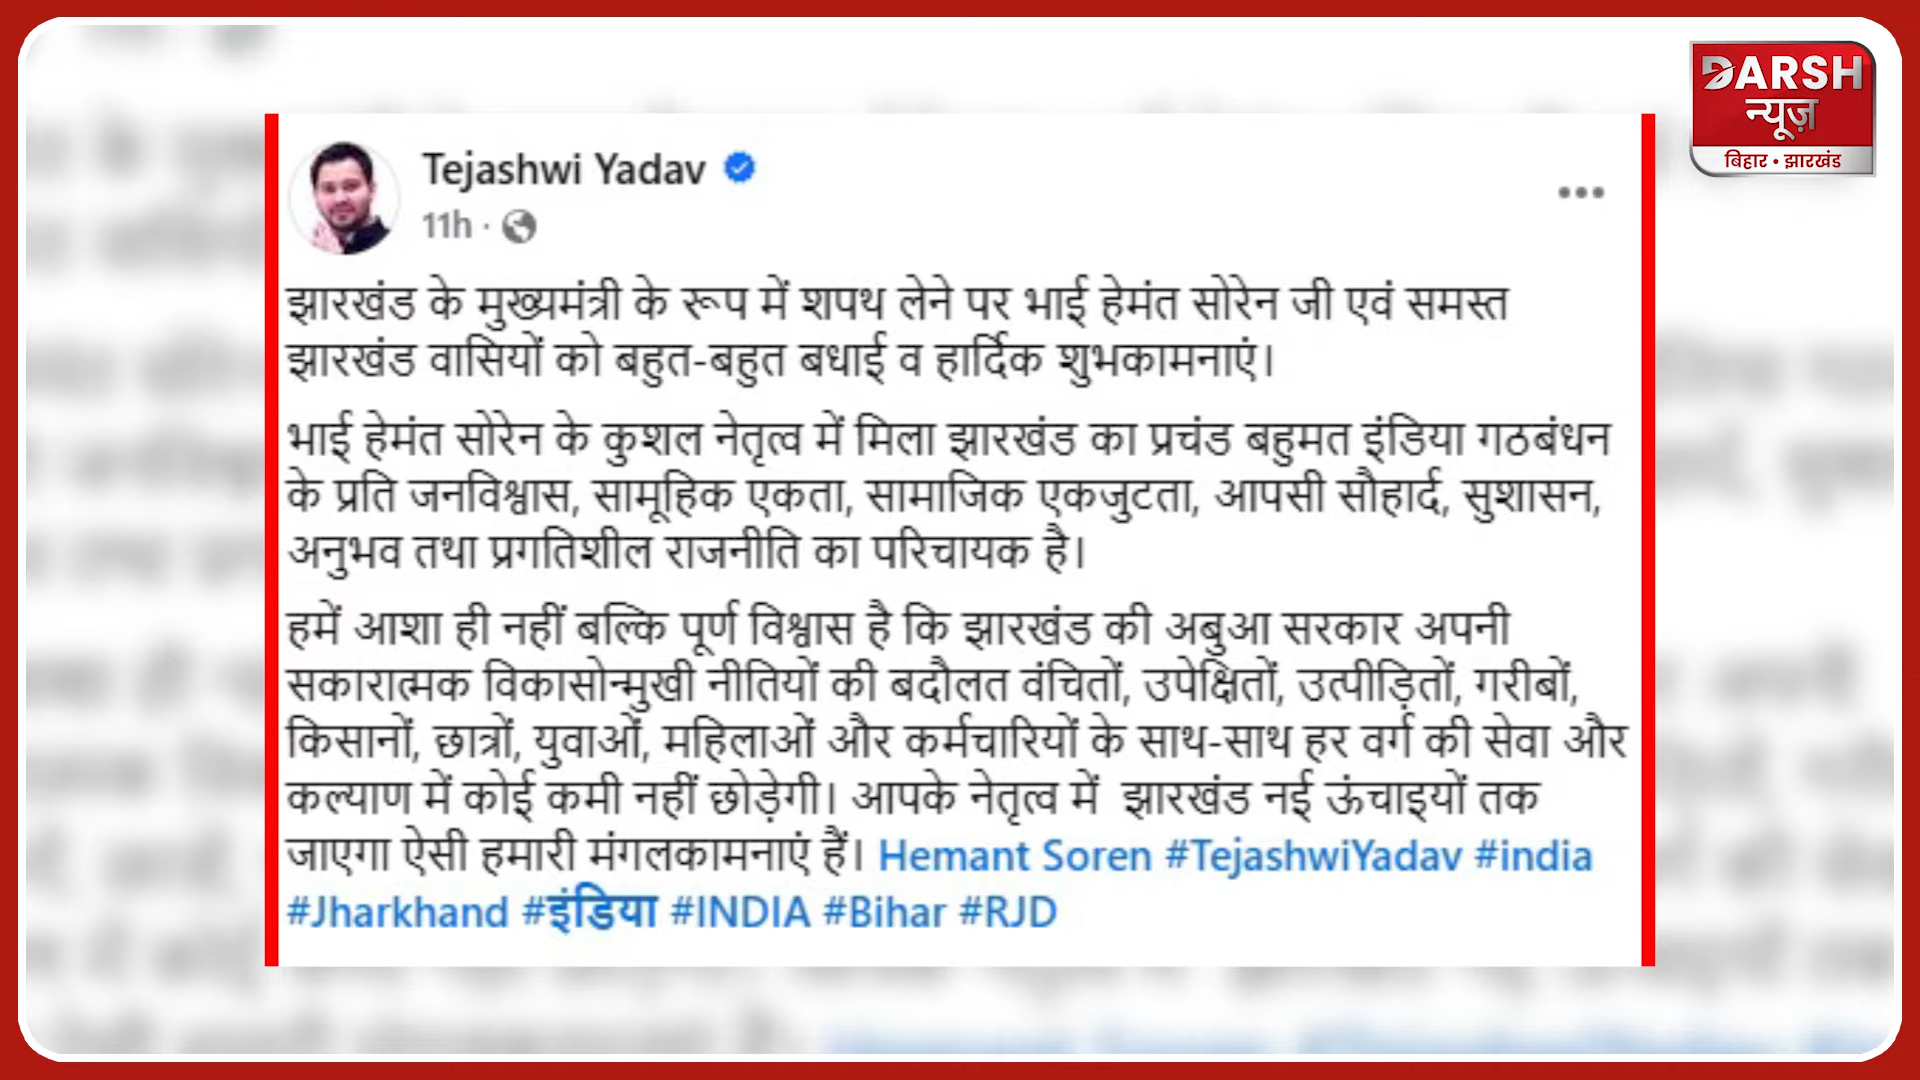 DARSH
न्यूज़
बिहार • झारखंड
Tejashwi Yadav
11h ·
झारखंड के मुख्यमंत्री के रूप में शपथ लेने पर भाई हेमंत सोरेन जी एवं समस्त
झारखंड वासियों को बहुत-बहुत बधाई व हार्दिक शुभकामनाएं।
भाई हेमंत सोरेन के कुशल नेतृत्व में मिला झारखंड का प्रचंड बहुमत इंडिया गठबंधन
के प्रति जनविश्वास, सामूहिक एकता, सामाजिक एकजुटता, आपसी सौहार्द, सुशासन,
अनुभव तथा प्रगतिशील राजनीति का परिचायक है।
हमें आशा ही नहीं बल्कि पूर्ण विश्वास है कि झारखंड की अबुआ सरकार अपनी
सकारात्मक विकासोन्मुखी नीतियों की बदौलत वंचितों, उपेक्षितों, उत्पीड़ितों, गरीबों,
किसानों, छात्रों, युवाओं, महिलाओं और कर्मचारियों के साथ-साथ हर वर्ग की सेवा और
कल्याण में कोई कमी नहीं छोड़ेगी। आपके नेतृत्व में झारखंड नई ऊंचाइयों तक
जाएगा ऐसी हमारी मंगलकामनाएं हैं। Hemant Soren #TejashwiYadav #india
#Jharkhand #इंडिया #INDIA #Bihar #RJD